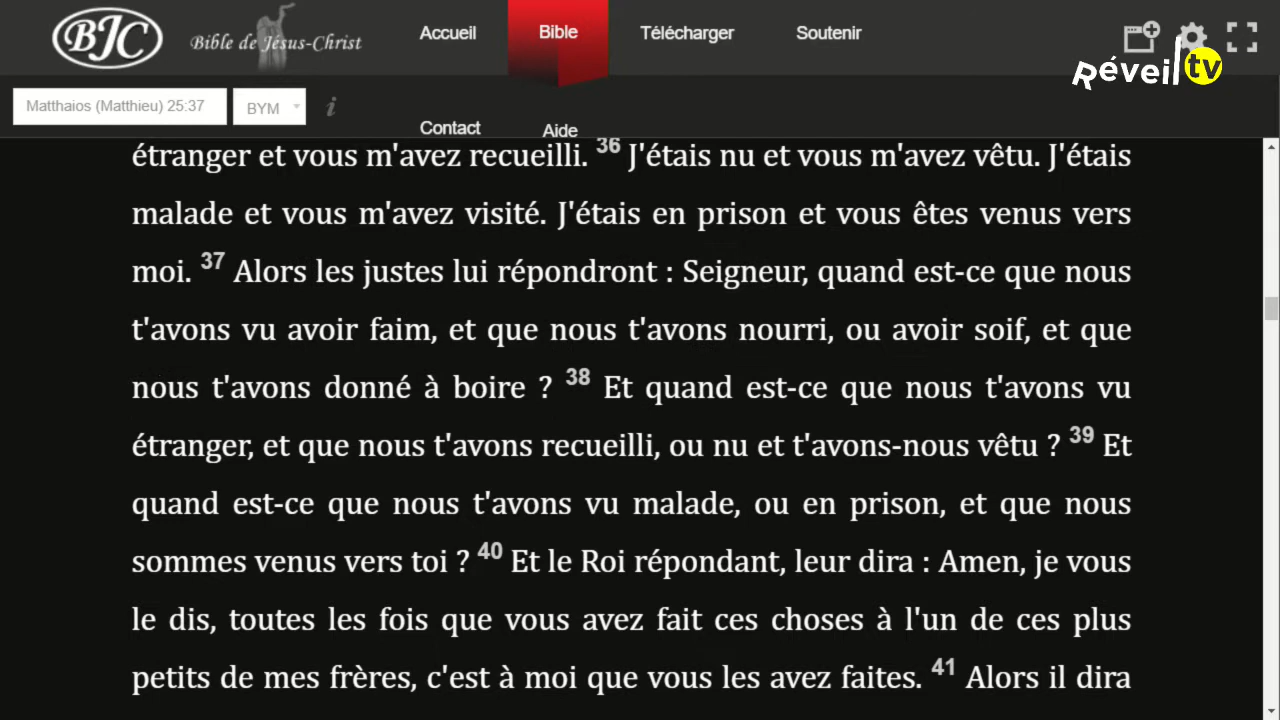 BJC
Bible de Jésus-Christ
Accueil
Bible
Télécharger
Soutenir
Réveil tv
Matthaios (Matthieu) 25:37
BYM
i
Contact
Aide
étranger et vous m'avez recueilli. 36 J'étais nu et vous m'avez vêtu. J'étais
malade et vous m'avez visité. J'étais en prison et vous êtes venus vers
moi. 37 Alors les justes lui répondront : Seigneur, quand est-ce que nous
t'avons vu avoir faim, et que nous t'avons nourri, ou avoir soif, et que
nous t'avons donné à boire ? 38 Et quand est-ce que nous t'avons vu
étranger, et que nous t'avons recueilli, ou nu et t'avons-nous vêtu ? 39 Et
quand est-ce que nous t'avons vu malade, ou en prison, et que nous
sommes venus vers toi ? 40 Et le Roi répondant, leur dira : Amen, je vous
le dis, toutes les fois que vous avez fait ces choses à l'un de ces plus
petits de mes frères, c'est à moi que vous les avez faites. 41 Alors il dira